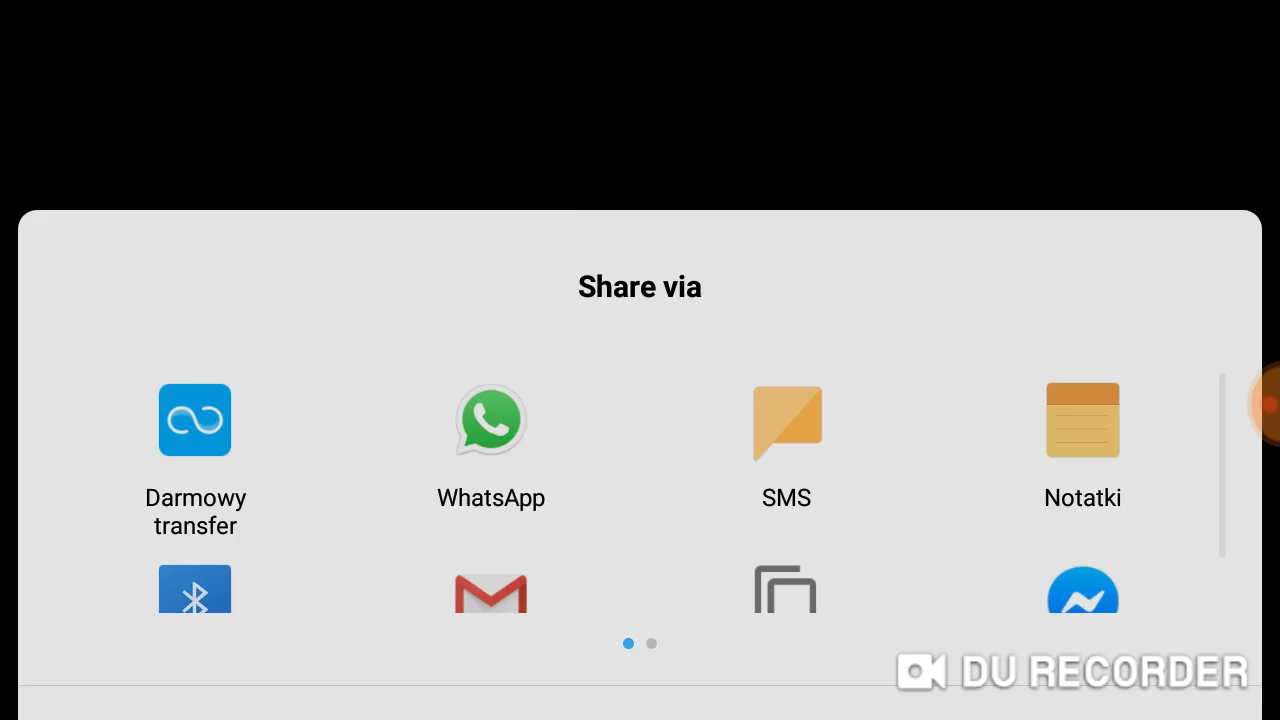 Share via
Darmowy
transfer
WhatsApp
SMS
Notatki
DU RECORDER